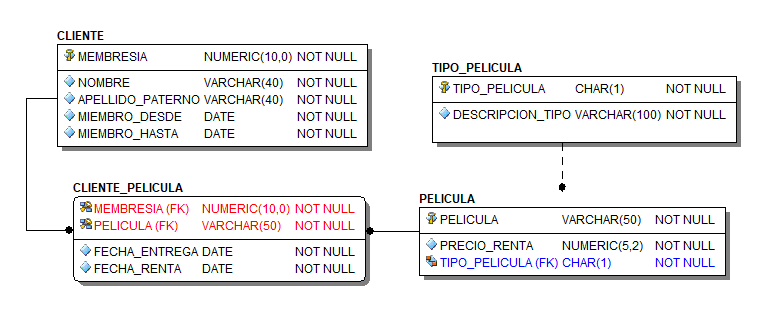 CLIENTE
MEMBRESIA NUMERIC(10,0) NOT NULL
NOMBRE VARCHAR(40) NOT NULL
APELLIDO_PATERNO VARCHAR(40) NOT NULL
MIEMBRO_DESDE DATE NOT NULL
MIEMBRO_HASTA DATE NOT NULL
TIPO_PELICULA
TIPO_PELICULA CHAR(1) NOT NULL
DESCRIPCION_TIPO VARCHAR(100) NOT NULL
CLIENTE_PELICULA
MEMBRESIA (FK) NUMERIC(10,0) NOT NULL
PELICULA (FK) VARCHAR(50) NOT NULL
FECHA_ENTREGA DATE NOT NULL
FECHA_RENTA DATE NOT NULL
PELICULA
PELICULA VARCHAR(50) NOT NULL
PRECIO_RENTA NUMERIC(5,2) NOT NULL
TIPO_PELICULA (FK) CHAR(1) NOT NULL